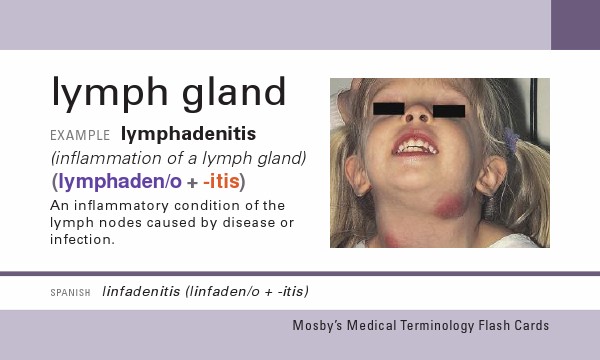 lymph gland
EXAMPLE lymphadenitis
(inflammation of a lymph gland)
(lymphaden/o + -itis)
An inflammatory condition of the
lymph nodes caused by disease or
infection.
SPANISH linfadenitis (linfaden/o + -itis)
Mosby's Medical Terminology Flash Cards